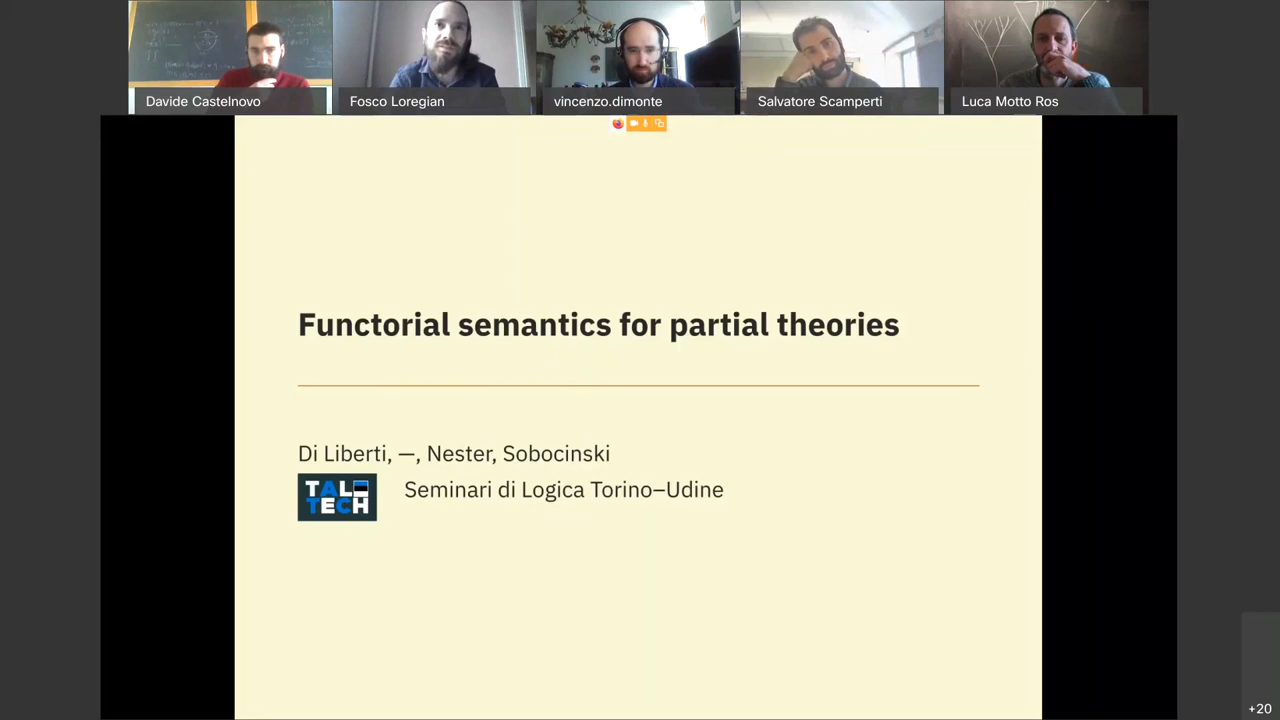 Davide Castelnovo
Fosco Loregian
vincenzo.dimonte
Salvatore Scamperti
Luca Motto Ros
Functorial semantics for partial theories
Di Liberti, —, Nester, Sobocinski
TAL
TECH
Seminari di Logica Torino–Udine
+20